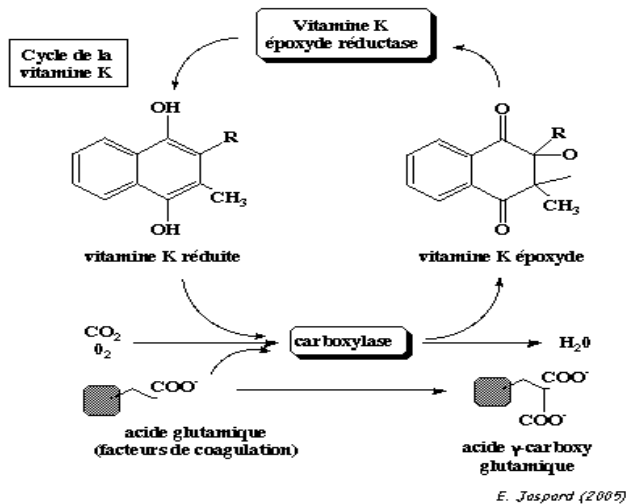 Cycle de la
vitamine K
Vitamine K
époxyde réductase
OH
R
CH3
OH
vitamine K réduite
O
R
O
CH3
O
vitamine K époxyde
CO2
O2
carboxylase
H2O
COO-
acide glutamique
(facteurs de coagulation)
COO-
COO-
acide γ-carboxy
glutamique
E. Jaspard (2005)